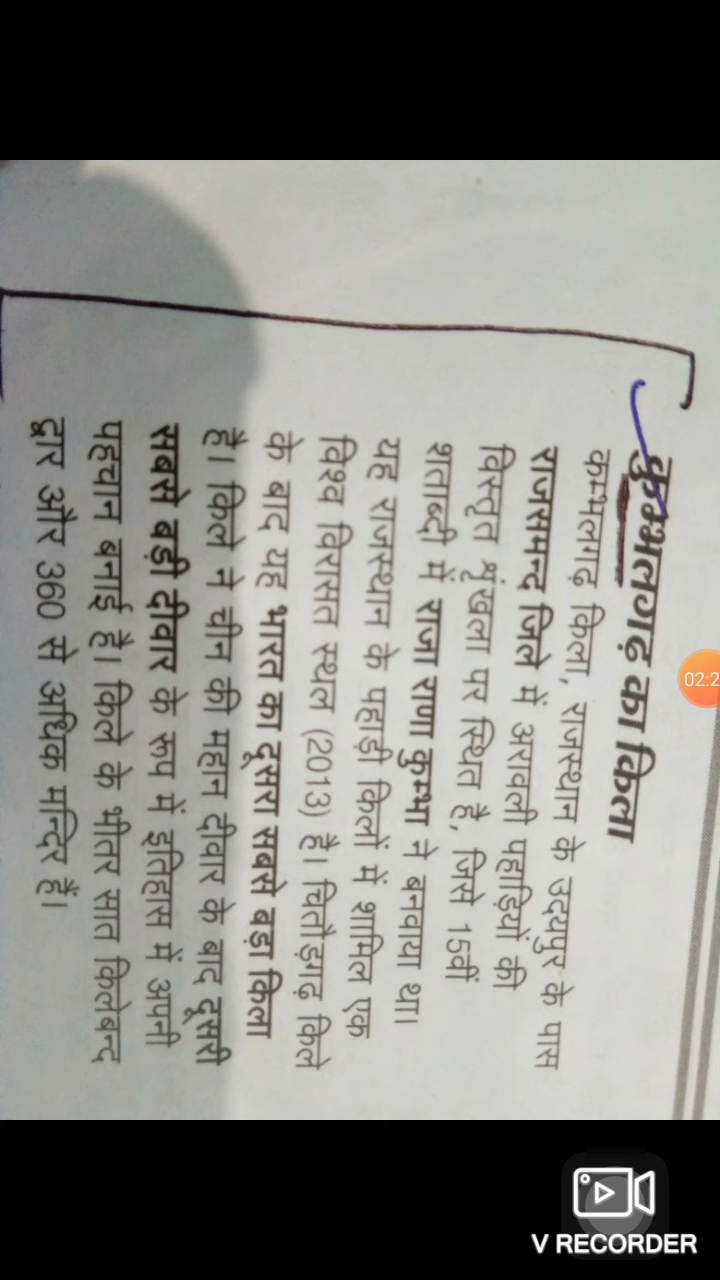 कुम्भलगढ़ का किला
कुम्भलगढ़ किला, राजस्थान के उदयपुर के पास
राजसमन्द जिले में अरावली पहाड़ियों की
विस्तृत श्रृंखला पर स्थित है, जिसे 15वीं
शताब्दी में राजा राणा कुम्भा ने बनवाया था।
यह राजस्थान के पहाड़ी किलों में शामिल एक
विश्व विरासत स्थल (2013) है। चित्तौड़गढ़ किले
के बाद यह भारत का दूसरा सबसे बड़ा किला
है। किले ने चीन की महान दीवार के बाद दूसरी
सबसे बड़ी दीवार के रूप में इतिहास में अपनी
पहचान बनाई है। किले के भीतर सात किलेबन्द
द्वार और 360 से अधिक मन्दिर हैं।
02:2
V RECORDER